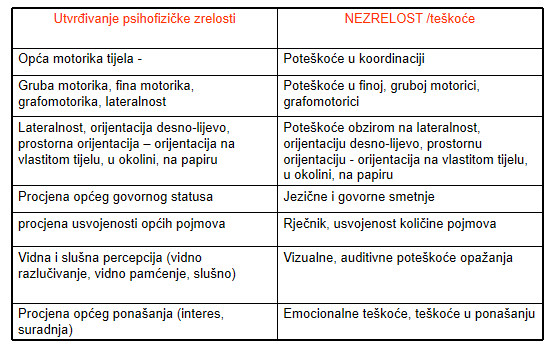 Utvrđivanje psihofizičke zrelosti
NEZRELOST /teškoće
Opća motorika tijela -
Poteškoće u koordinaciji
Gruba motorika, fina motorika,
grafomotorika, lateralnost
Poteškoće u finoj, gruboj motorici,
grafomotorici
Lateralnost, orijentacija desno-lijevo,
prostorna orijentacija – orijentacija na
vlastitom tijelu, u okolini, na papiru
Poteškoće obzirom na lateralnost,
orijentaciju desno-lijevo, prostornu
orijentaciju - orijentacija na vlastitom tijelu,
u okolini, na papiru
Procjena općeg govornog statusa
Jezične i govorne smetnje
procjena usvojenosti općih pojmova
Rječnik, usvojenost količine pojmova
Vidna i slušna percepcija (vidno
razlučivanje, vidno pamćenje, slušno)
Vizualne, auditivne poteškoće opažanja
Procjena općeg ponašanja (interes,
suradnja)
Emocionalne teškoće, teškoće u ponašanju